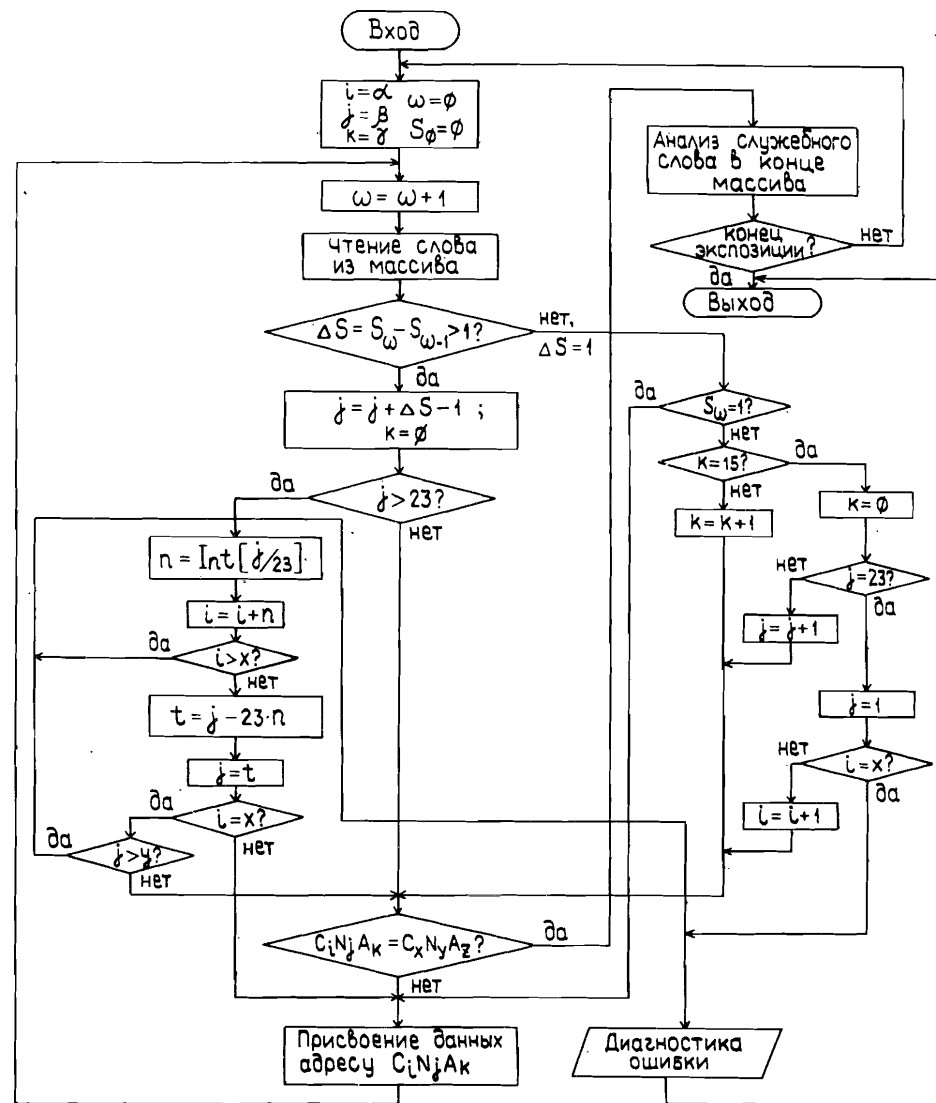 Вход
i=α ω=∅
j=β S∅=∅
k=γ
ω=ω+1
Чтение слова
из массива
ΔS=Sω-Sω-1>1?
нет,
ΔS=1
да
j=j+ΔS-1;
k=∅
j>23?
да
нет
n=Int[j/23]
i=i+n
i>x?
да
нет
t=j-23·n
j=t
i=x?
да
нет
j>y?
да
нет
CiNjAk=CxNyAz?
да
нет
Присвоение данных
адресу CiNjAk
Анализ служебного
слова в конце
массива
конец
экспозиции?
нет
да
Выход
Sω=1?
да
нет
k=15?
да
нет
k=k+1
k=∅
j=23?
нет
да
j=j+1
j=1
i=x?
нет
да
i=i+1
Диагностика
ошибки